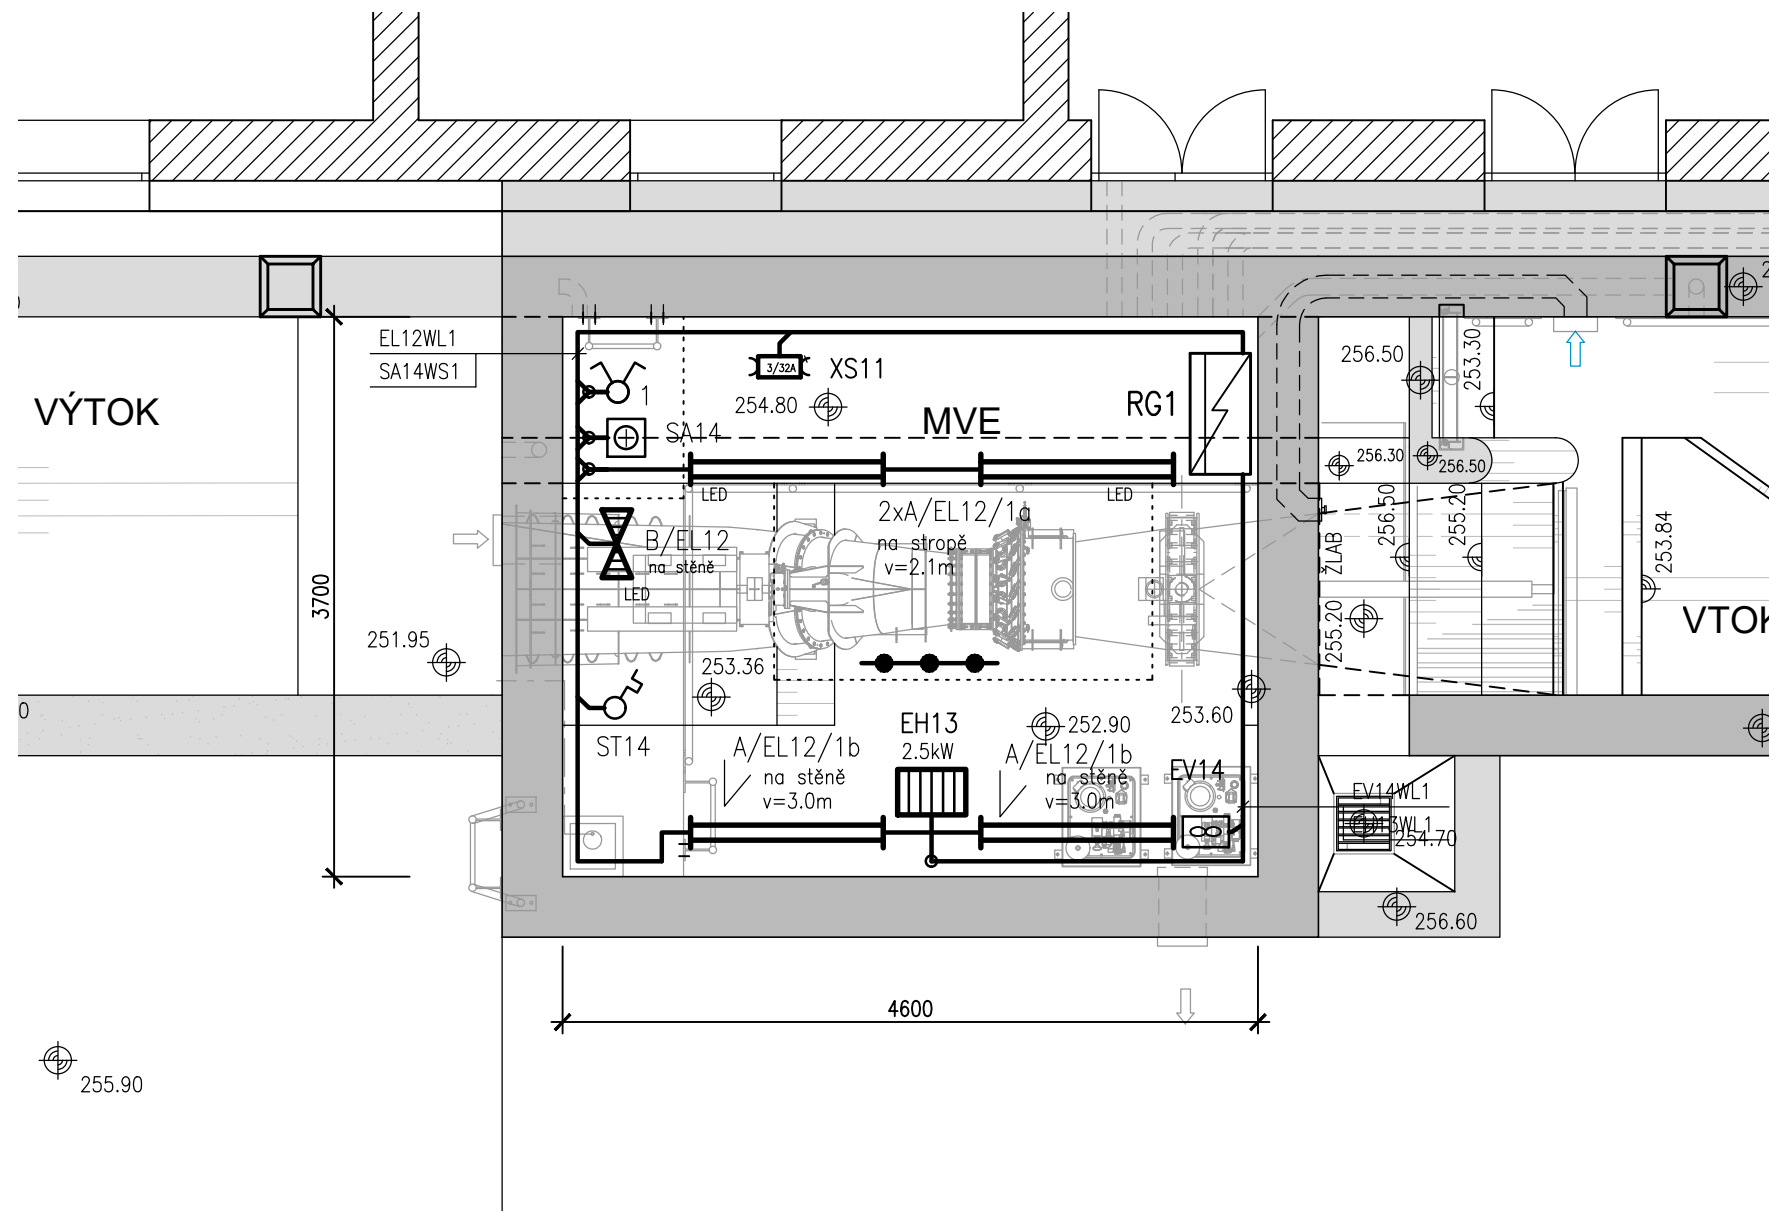 EL12WL1
SA14WS1
VÝTOK
1
SA14
3/32A
XS11
254.80
MVE
RG1
LED
LED
2xA/EL12/1a
na stropě
v=2.1m
B/EL12
na stěně
LED
3700
251.95
253.36
ST14
A/EL12/1b
na stěně
v=3.0m
EH13
2.5kW
252.90
A/EL12/1b
na stěně
v=3.0m
253.60
EV14
EV14WL1
13WL1
254.70
256.60
4600
255.90
256.50
253.30
256.30
256.50
256.50
255.20
ŽLAB
255.20
253.84
VTOK
0
2